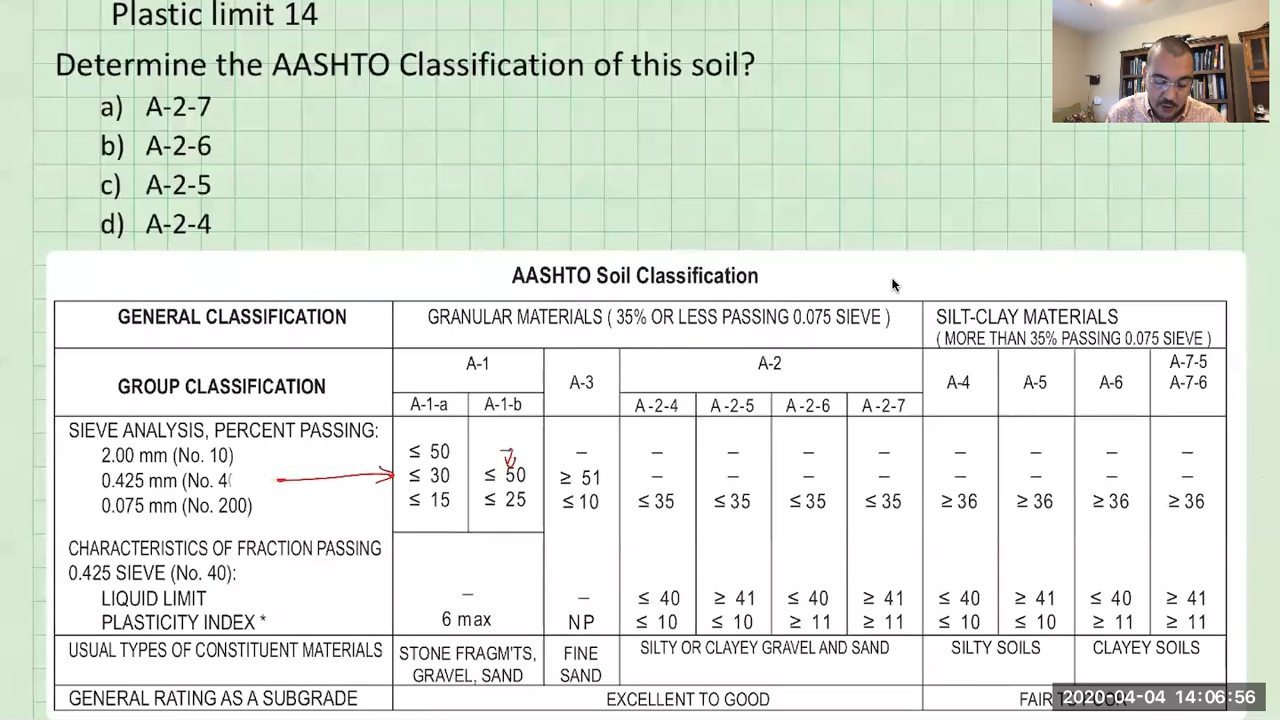 Plastic limit 14
Determine the AASHTO Classification of this soil?
a) A-2-7
b) A-2-6
c) A-2-5
d) A-2-4
AASHTO Soil Classification
GENERAL CLASSIFICATION GRANULAR MATERIALS ( 35% OR LESS PASSING 0.075 SIEVE ) SILT-CLAY MATERIALS
( MORE THAN 35% PASSING 0.075 SIEVE )
GROUP CLASSIFICATION A-1 A-3 A-2 A-4 A-5 A-6 A-7-5
A-7-6
A-1-a A-1-b A-2-4 A-2-5 A-2-6 A-2-7
SIEVE ANALYSIS, PERCENT PASSING:
2.00 mm (No. 10) ≤ 50 – – – – – – – – –
0.425 mm (No. 4 ≤ 30 ≤ 50 ≥ 51 – – – – – – – –
0.075 mm (No. 200) ≤ 15 ≤ 25 ≤ 10 ≤ 35 ≤ 35 ≤ 35 ≤ 35 ≥ 36 ≥ 36 ≥ 36 ≥ 36
CHARACTERISTICS OF FRACTION PASSING
0.425 SIEVE (No. 40):
LIQUID LIMIT – – ≤ 40 ≥ 41 ≤ 40 ≥ 41 ≤ 40 ≥ 41 ≤ 40 ≥ 41
PLASTICITY INDEX * 6 max NP ≤ 10 ≤ 10 ≥ 11 ≥ 11 ≤ 10 ≤ 10 ≥ 11 ≥ 11
USUAL TYPES OF CONSTITUENT MATERIALS STONE FRAGM'TS, FINE SILTY OR CLAYEY GRAVEL AND SAND SILTY SOILS CLAYEY SOILS
GRAVEL, SAND SAND
GENERAL RATING AS A SUBGRADE EXCELLENT TO GOOD FAIR
2020-04-04 14:06:56